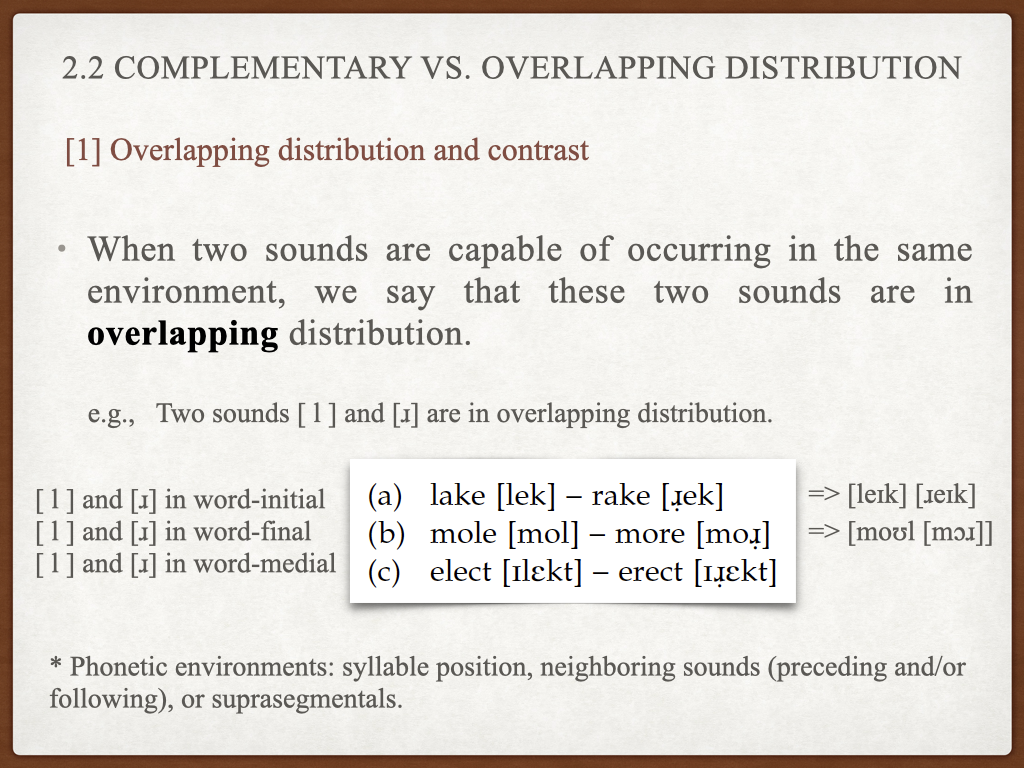 2.2 COMPLEMENTARY VS. OVERLAPPING DISTRIBUTION
[1] Overlapping distribution and contrast
• When two sounds are capable of occurring in the same
environment, we say that these two sounds are in
overlapping distribution.
e.g., Two sounds [ l ] and [ɹ] are in overlapping distribution.
[ l ] and [ɹ] in word-initial (a) lake [lek] – rake [ɹ̣ek] => [leɪk] [ɹeɪk]
[ l ] and [ɹ] in word-final (b) mole [mol] – more [moɹ̣] => [moʊl [mɔɹ]]
[ l ] and [ɹ] in word-medial (c) elect [ɪlɛkt] – erect [ɪɹ̣ɛkt]
* Phonetic environments: syllable position, neighboring sounds (preceding and/or
following), or suprasegmentals.